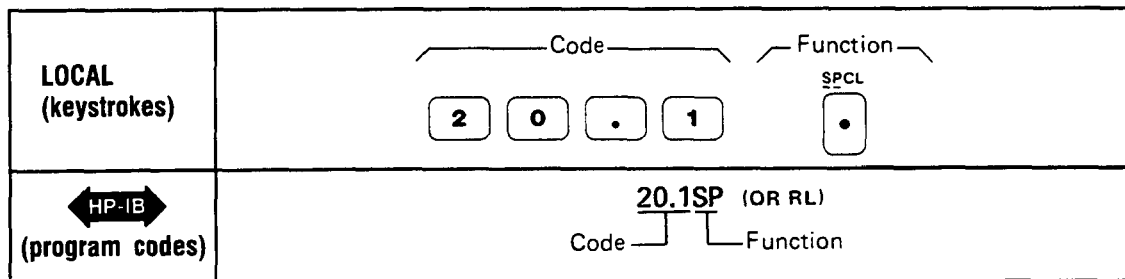 LOCAL
(keystrokes)
Code
Function
SPCL
2 0 . 1 •
HP-IB
(program codes)
20.1SP (OR RL)
Code
Function